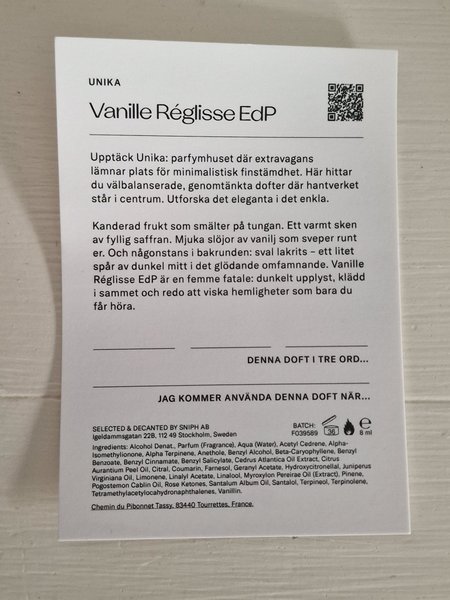 UNIKA
Vanille Réglisse EdP
Upptäck Unika: parfymhuset där extravagans
lämnar plats för minimalistisk finstämdhet. Här hittar
du välbalanserade, genomtänkta dofter där hantverket
står i centrum. Utforska det eleganta i det enkla.
Kanderad frukt som smälter på tungan. Ett varmt sken
av fyllig saffran. Mjuka slöjor av vanilj som sveper runt
er. Och någonstans i bakrunden: sval lakrits – ett litet
spår av dunkel mitt i det glödande omfamnande. Vanille
Réglisse EdP är en femme fatale: dunkelt upplyst, klädd
i sammet och redo att viska hemligheter som bara du
får höra.
DENNA DOFT I TRE ORD...
JAG KOMMER ANVÄNDA DENNA DOFT NÄR...
SELECTED & DECANTED BY SNIPH AB
Igeldammsgatan 22B, 112 49 Stockholm, Sweden
BATCH:
F039589
36
8 ml
Ingredients: Alcohol Denat., Parfum (Fragrance), Aqua (Water), Acetyl Cedrene, Alpha-
Isomethylionone, Alpha Terpinene, Anethole, Benzyl Alcohol, Beta-Caryophyllene, Benzyl
Benzoate, Benzyl Cinnamate, Benzyl Salicylate, Cedrus Atlantica Oil Extract, Citrus
Aurantium Peel Oil, Citral, Coumarin, Farnesol, Geranyl Acetate, Hydroxycitronellal, Juniperus
Virginiana Oil, Limonene, Linalyl Acetate, Linalool, Myroxylon Pereirae (Oil Extract), Pinene,
Pogostemon Cablin Oil, Rose Ketones, Santalum Album Oil, Santalol, Terpineol, Terpinolene,
Tetramethylacetylocahydronaphthalenes, Vanillin.
Chemin du Pibonnet Tassy, 83440 Tourrettes, France.